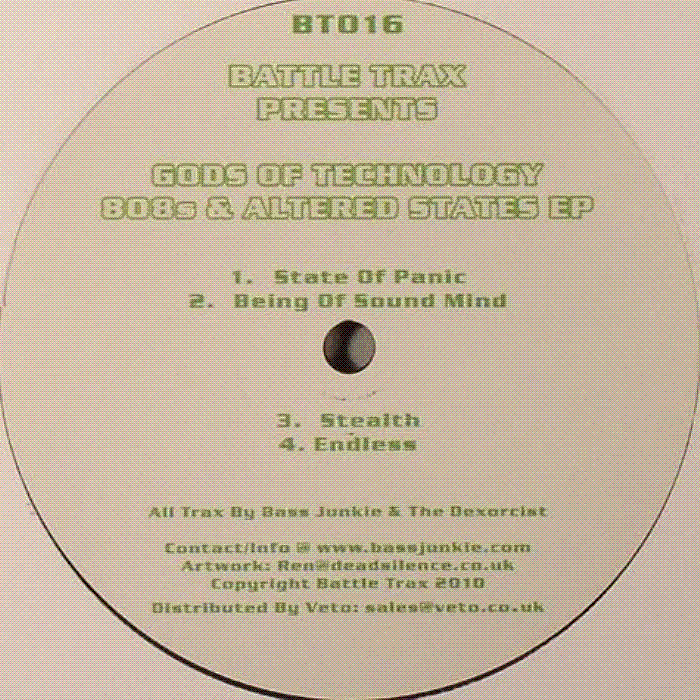 BT016
BATTLE TRAX
PRESENTS
GODS OF TECHNOLOGY
808s & ALTERED STATES EP
1. State Of Panic
2. Being Of Sound Mind
3. Stealth
4. Endless
All Trax By Bass Junkie & The Dexorcist
Contact/Info @ www.bassjunkie.com
Artwork: Ren@deadsilence.co.uk
Copyright Battle Trax 2010
Distributed By Veto: sales@veto.co.uk